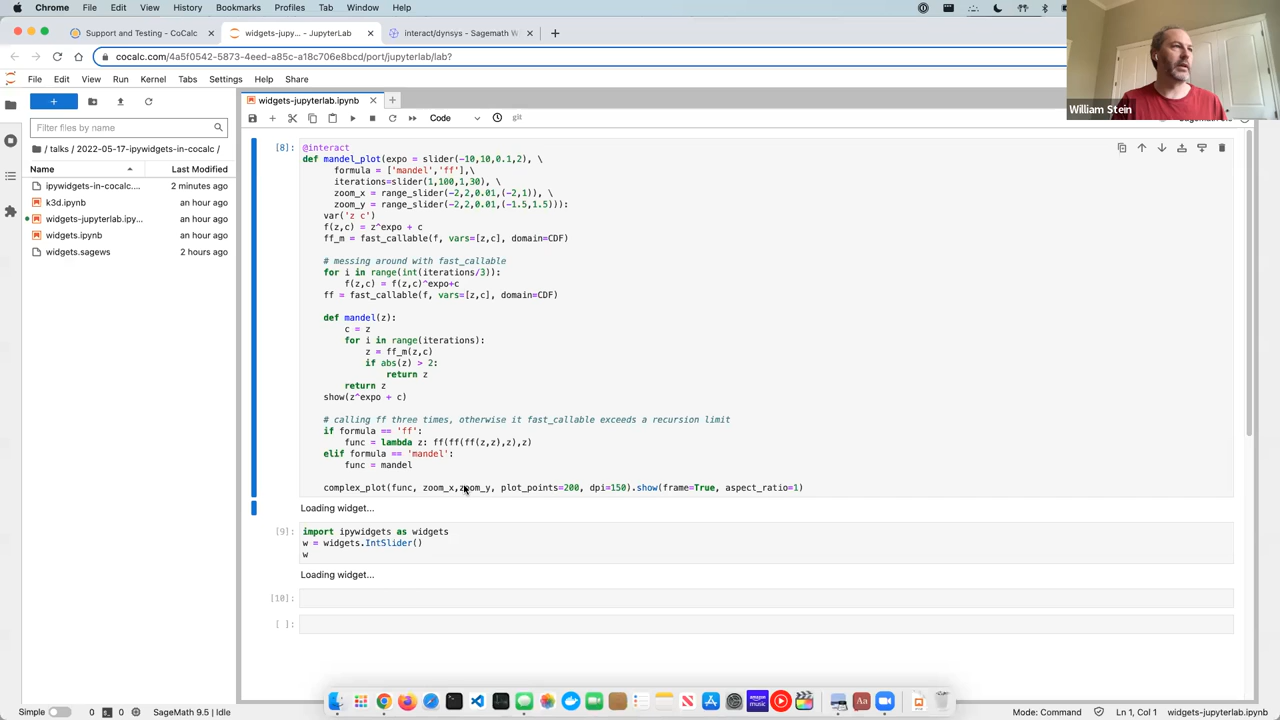 Chrome File Edit View History Bookmarks Profiles Tab Window Help
Support and Testing - CoCalc
widgets-jupy... - JupyterLab
interact/dynsys - Sagemath W
cocalc.com/4a5f0542-5873-4eed-a85c-a18c706e8bcd/port/jupyterlab/lab?
William Stein
File Edit View Run Kernel Tabs Settings Help Share
Filter files by name
/ talks / 2022-05-17-ipywidgets-in-cocalc /
Name Last Modified
ipywidgets-in-cocalc.... 2 minutes ago
k3d.ipynb an hour ago
widgets-jupyterlab.ipy... an hour ago
widgets.ipynb an hour ago
widgets.sagews 2 hours ago
widgets-jupyterlab.ipynb
Code git
[8]: @interact
def mandel_plot(expo = slider(-10,10,0.1,2), \
formula = ['mandel','ff'],\
iterations=slider(1,100,1,30), \
zoom_x = range_slider(-2,2,0.01,(-2,1)), \
zoom_y = range_slider(-2,2,0.01,(-1.5,1.5))):
var('z c')
f(z,c) = z^expo + c
ff_m = fast_callable(f, vars=[z,c], domain=CDF)
# messing around with fast_callable
for i in range(int(iterations/3)):
f(z,c) = f(z,c)^expo+c
ff = fast_callable(f, vars=[z,c], domain=CDF)
def mandel(z):
c = z
for i in range(iterations):
z = ff_m(z,c)
if abs(z) > 2:
return z
return z
show(z^expo + c)
# calling ff three times, otherwise it fast_callable exceeds a recursion limit
if formula == 'ff':
func = lambda z: ff(ff(ff(z,z),z),z)
elif formula == 'mandel':
func = mandel
complex_plot(func, zoom_x,zoom_y, plot_points=200, dpi=150).show(frame=True, aspect_ratio=1)
Loading widget...
[9]: import ipywidgets as widgets
w = widgets.IntSlider()
w
Loading widget...
[10]:
[ ]:
Simple 0 0 SageMath 9.5 | Idle Mode: Command Ln 1, Col 1 widgets-jupyterlab.ipynb